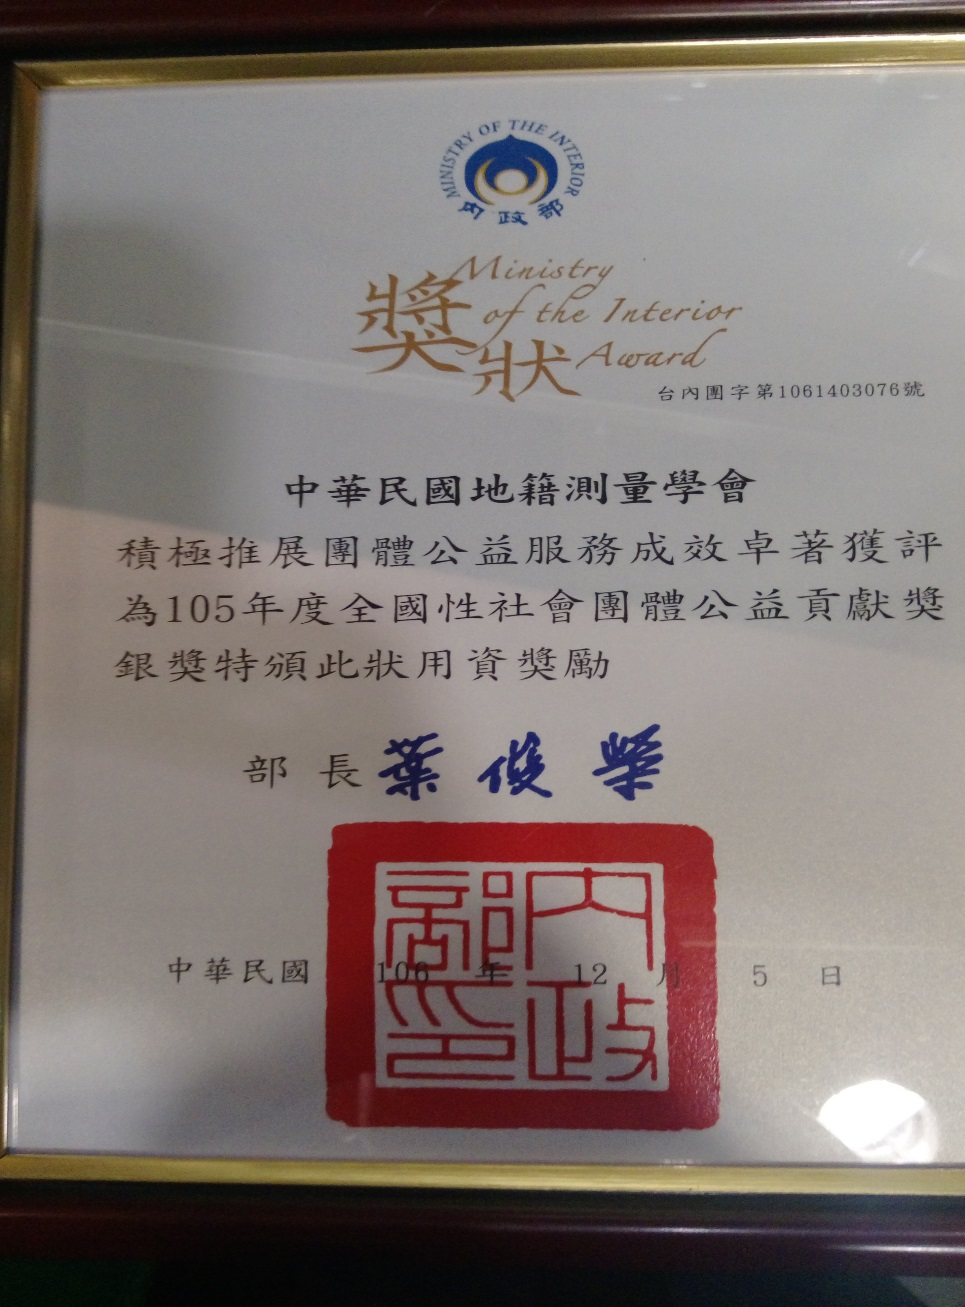 MINISTRY OF THE INTERIOR
內政部
獎狀
Ministry
of the Interior
Award
台內團字第1061403076號
中華民國地籍測量學會
積極推展團體公益服務成效卓著獲評
為105年度全國性社會團體公益貢獻獎
銀獎特頒此狀用資獎勵
部長葉俊榮
中華民國106年12月5日
內政部印